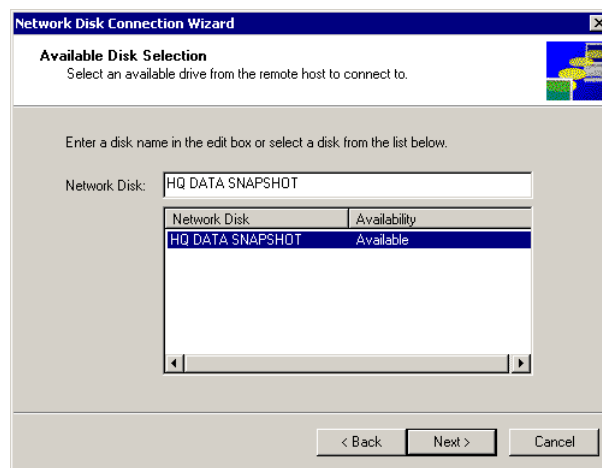 Network Disk Connection Wizard
Available Disk Selection
Select an available drive from the remote host to connect to.
Enter a disk name in the edit box or select a disk from the list below.
Network Disk: HQ DATA SNAPSHOT
Network Disk Availability
HQ DATA SNAPSHOT Available
< Back Next > Cancel